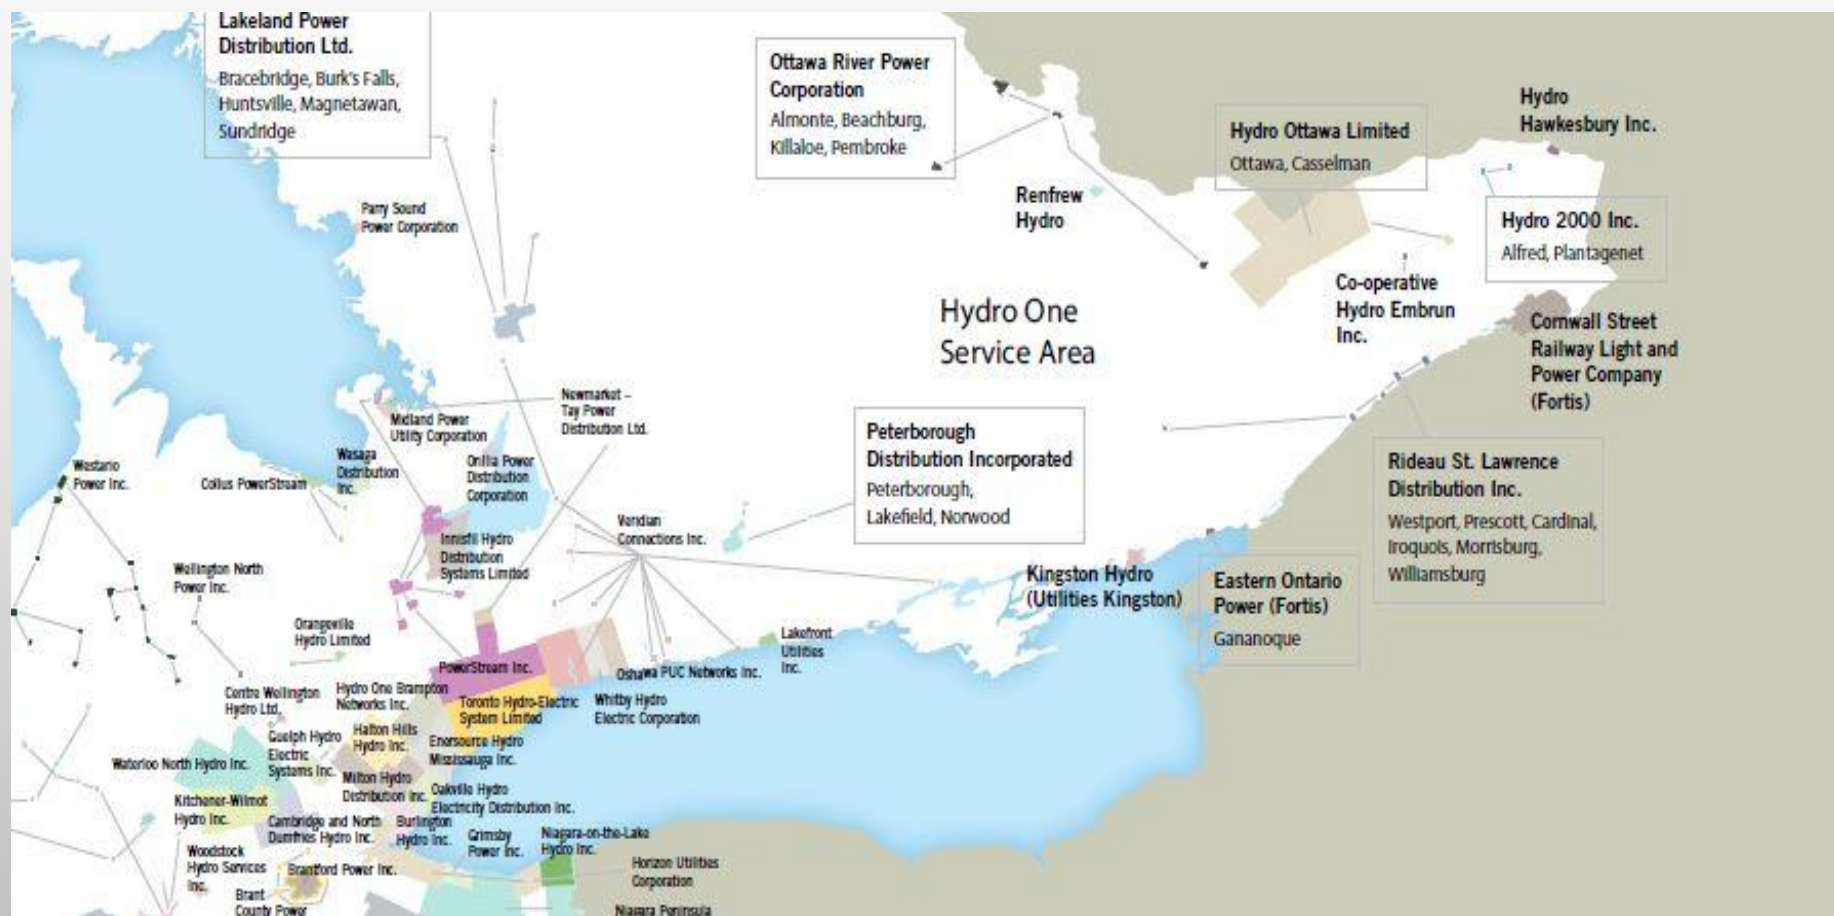 Lakeland Power
Distribution Ltd.
Bracebridge, Burk's Falls,
Huntsville, Magnetawan,
Sundridge
Ottawa River Power
Corporation
Almonte, Beachburg,
Killaloe, Pembroke
Hydro Ottawa Limited
Ottawa, Casselman
Hydro
Hawkesbury Inc.
Renfrew
Hydro
Hydro 2000 Inc.
Alfred, Plantagenet
Parry Sound
Power Corporation
Co-operative
Hydro Embrun
Inc.
Hydro One
Service Area
Cornwall Street
Railway Light and
Power Company
(Fortis)
Newmarket –
Tay Power
Distribution Ltd.
Midland Power
Utility Corporation
Peterborough
Distribution Incorporated
Peterborough,
Lakefield, Norwood
Rideau St. Lawrence
Distribution Inc.
Westport, Prescott, Cardinal,
Iroquois, Morrisburg,
Williamsburg
Westario
Power Inc.
Collus PowerStream
Wasaga
Distribution
Inc.
Orillia Power
Distribution
Corporation
Innisfil Hydro
Distribution
Systems Limited
Veridian
Connections Inc.
Kingston Hydro
(Utilities Kingston)
Eastern Ontario
Power (Fortis)
Gananoque
Wellington North
Power Inc.
Orangeville
Hydro Limited
Lakefront
Utilities
Inc.
PowerStream Inc.
Oshawa PUC Networks Inc.
Centre Wellington
Hydro Ltd.
Hydro One Brampton
Networks Inc.
Toronto Hydro-Electric
System Limited
Whitby Hydro
Electric Corporation
Guelph Hydro
Electric
Systems Inc.
Halton Hills
Hydro Inc.
Enersource Hydro
Mississauga Inc.
Waterloo North Hydro Inc.
Milton Hydro
Distribution Inc.
Oakville Hydro
Electricity Distribution Inc.
Kitchener-Wilmot
Hydro Inc.
Cambridge and North
Dumfries Hydro Inc.
Burlington
Hydro Inc.
Grimsby
Power Inc.
Niagara-on-the-Lake
Hydro Inc.
Woodstock
Hydro Services
Inc.
Brantford Power Inc.
Horizon Utilities
Corporation
Brant
County Power
Niagara Peninsula